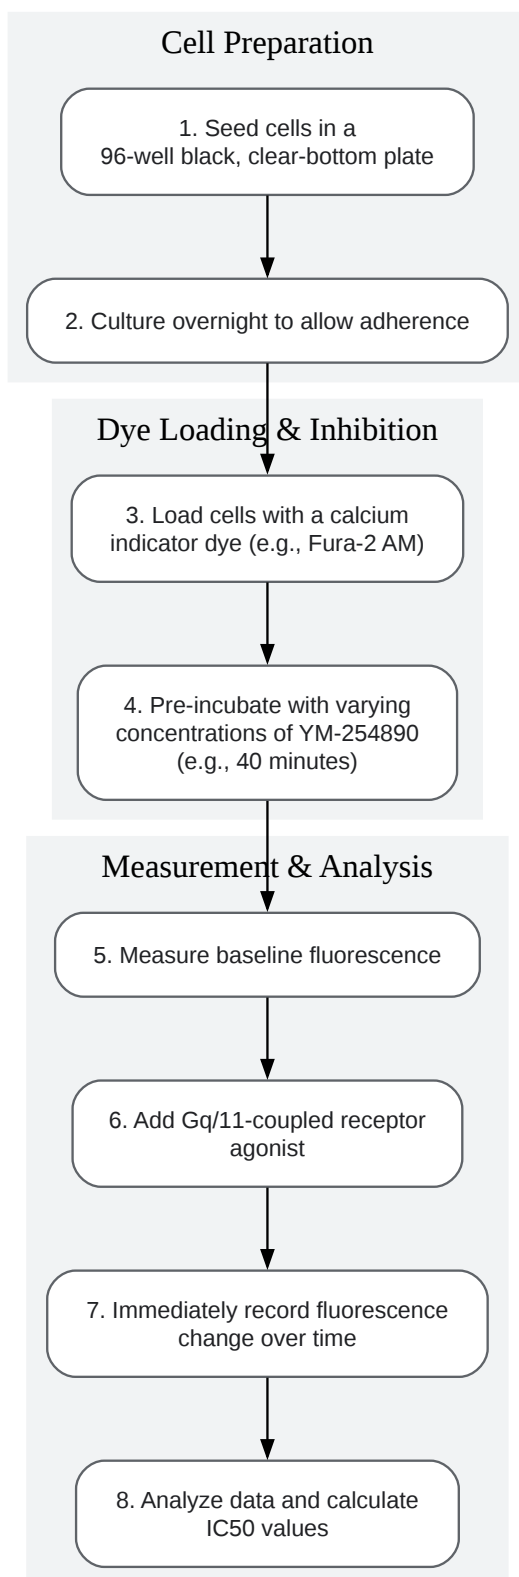 Cell Preparation
1. Seed cells in a
96-well black, clear-bottom plate
2. Culture overnight to allow adherence
Dye Loading & Inhibition
3. Load cells with a calcium
indicator dye (e.g., Fura-2 AM)
4. Pre-incubate with varying
concentrations of YM-254890
(e.g., 40 minutes)
Measurement & Analysis
5. Measure baseline fluorescence
6. Add Gq/11-coupled receptor
agonist
7. Immediately record fluorescence
change over time
8. Analyze data and calculate
IC50 values